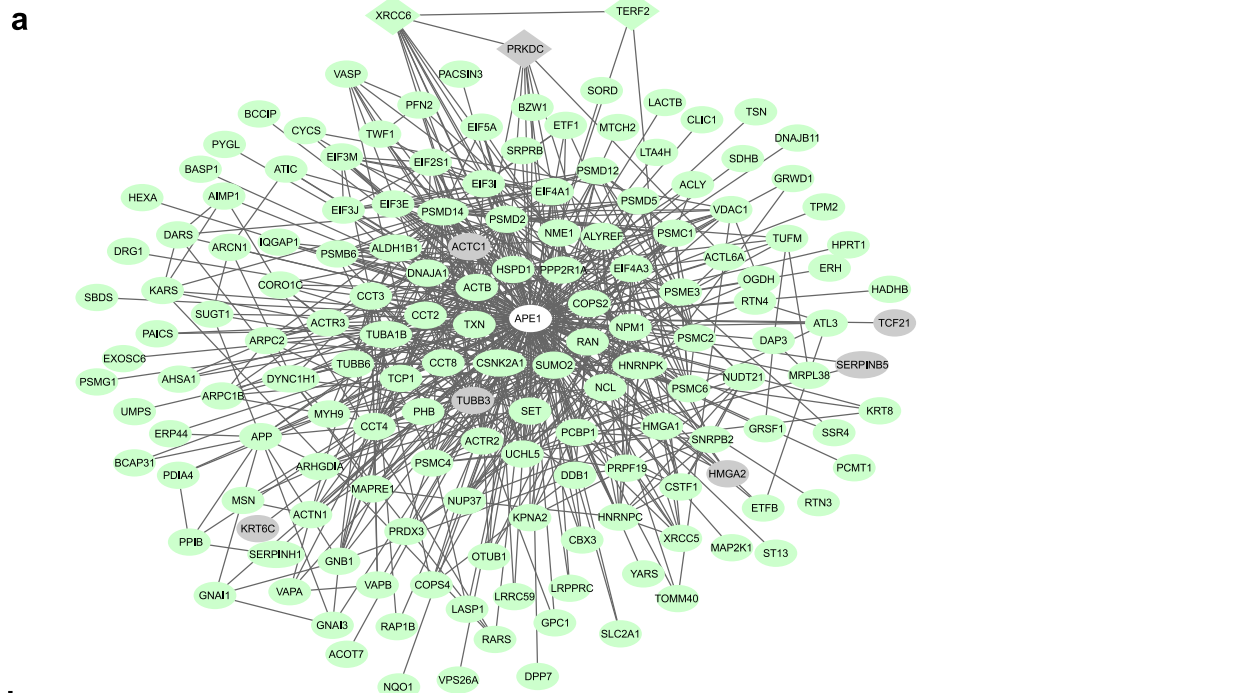 a
XRCC6
TERF2
PRKDC
VASP
PACSIN3
SORD
BCCIP
PFN2
BZW1
LACTB
CLIC1
TSN
CYCS
TWF1
EIF5A
ETF1
MTCH2
DNAJB11
PYGL
EIF3M
EIF2S1
SRPRB
LTA4H
SDHB
BASP1
ATIC
EIF3I
EIF4A1
PSMD12
ACLY
GRWD1
HEXA
AIMP1
EIF3J
EIF3E
PSMD14
PSMD2
PSMD5
VDAC1
TPM2
DARS
ARCN1
IQGAP1
PSMB6
ALDH1B1
ACTC1
NME1
ALYREF
PSMC1
TUFM
HPRT1
DRG1
ACTL6A
ERH
DNAJA1
HSPD1
PPP2R1A
EIF4A3
OGDH
KARS
CORO1C
CCT3
ACTB
COPS2
PSME3
RTN4
HADHB
SBDS
SUGT1
ACTR3
CCT2
TXN
APE1
NPM1
ATL3
TCF21
PAICS
ARPC2
TUBA1B
RAN
PSMC2
DAP3
EXOSC6
TUBB6
CCT8
CSNK2A1
SUMO2
HNRNPK
SERPINB5
PSMG1
AHSA1
DYNC1H1
TCP1
NCL
PSMC6
NUDT21
MRPL38
ARPC1B
TUBB3
UMPS
MYH9
PHB
SET
KRT8
ERP44
APP
CCT4
ACTR2
PCBP1
HMGA1
SNRPB2
GRSF1
SSR4
BCAP31
PDIA4
ARHGDIA
PSMC4
UCHL5
DDB1
PRPF19
HMGA2
PCMT1
MSN
MAPRE1
NUP37
CSTF1
ETFB
RTN3
KRT6C
ACTN1
PRDX3
KPNA2
HNRNPC
PPIB
SERPINH1
GNB1
OTUB1
CBX3
XRCC5
MAP2K1
ST13
GNAI1
VAPA
VAPB
COPS4
LRRC59
LRPPRC
YARS
TOMM40
GNAI3
RAP1B
LASP1
GPC1
ACOT7
RARS
SLC2A1
NQO1
VPS26A
DPP7